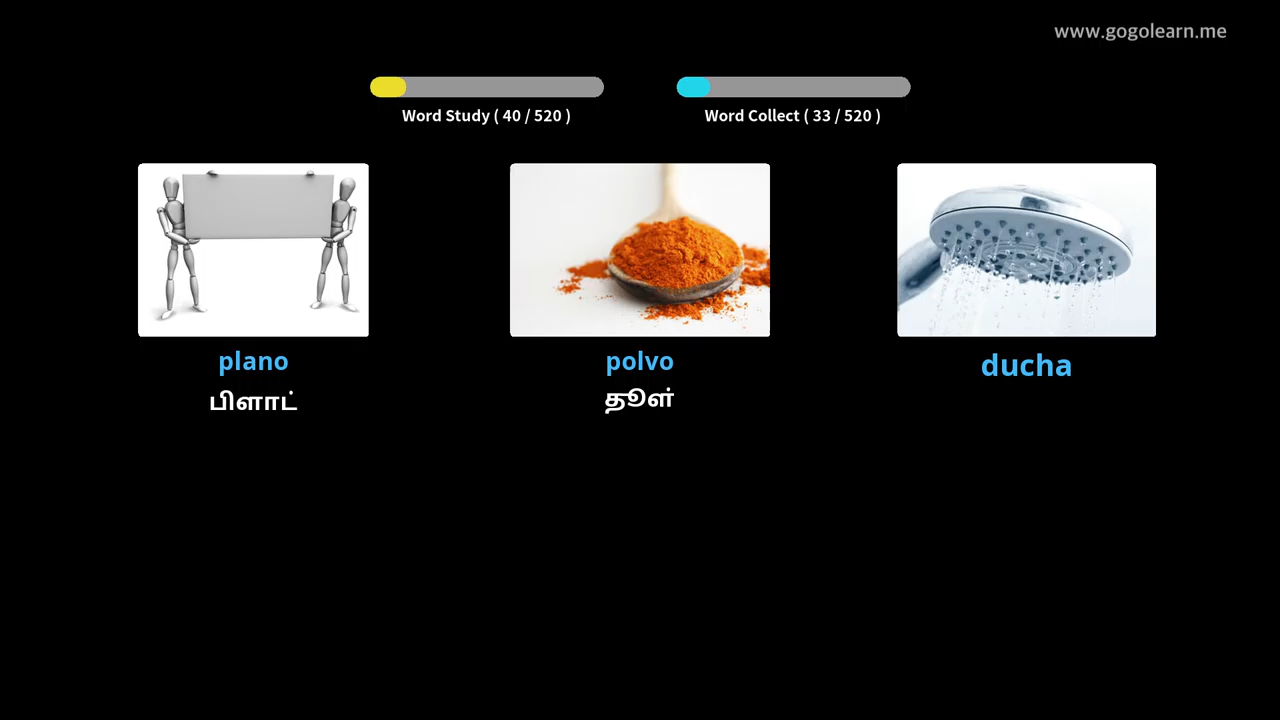 www.gogolearn.me
Word Study ( 40 / 520 )
Word Collect ( 33 / 520 )
plano
polvo
ducha
பிளாட்
தூள்